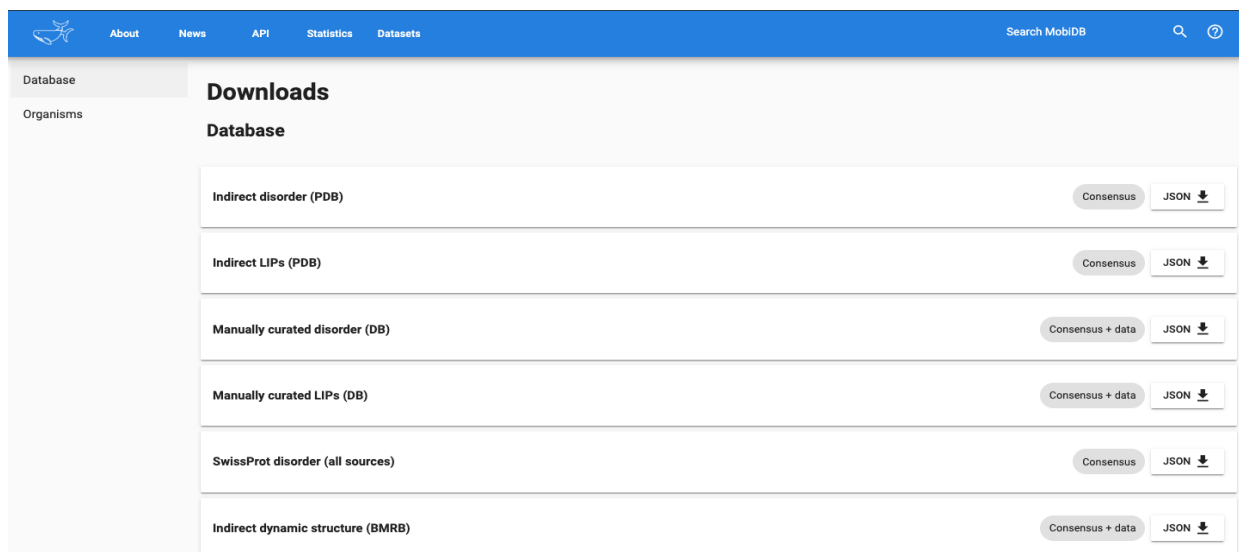 About News API Statistics Datasets Search MobiDB
Database
Organisms
Downloads
Database
Indirect disorder (PDB) Consensus JSON
Indirect LIPs (PDB) Consensus JSON
Manually curated disorder (DB) Consensus + data JSON
Manually curated LIPs (DB) Consensus + data JSON
SwissProt disorder (all sources) Consensus JSON
Indirect dynamic structure (BMRB) Consensus + data JSON